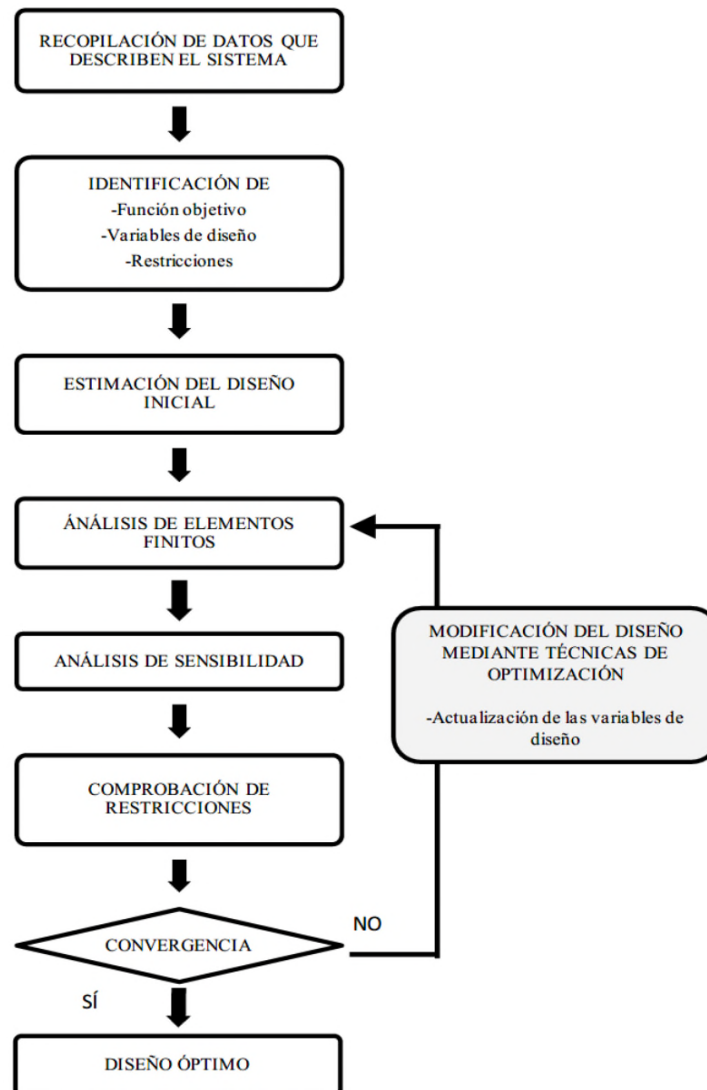 RECOPILACIÓN DE DATOS QUE
DESCRIBEN EL SISTEMA
IDENTIFICACIÓN DE
-Función objetivo
-Variables de diseño
-Restricciones
ESTIMACIÓN DEL DISEÑO
INICIAL
ÁNÁLISIS DE ELEMENTOS
FINITOS
ANÁLISIS DE SENSIBILIDAD
MODIFICACIÓN DEL DISEÑO
MEDIANTE TÉCNICAS DE
OPTIMIZACIÓN
-Actualización de las variables de
diseño
COMPROBACIÓN DE
RESTRICCIONES
CONVERGENCIA
NO
SÍ
DISEÑO ÓPTIMO